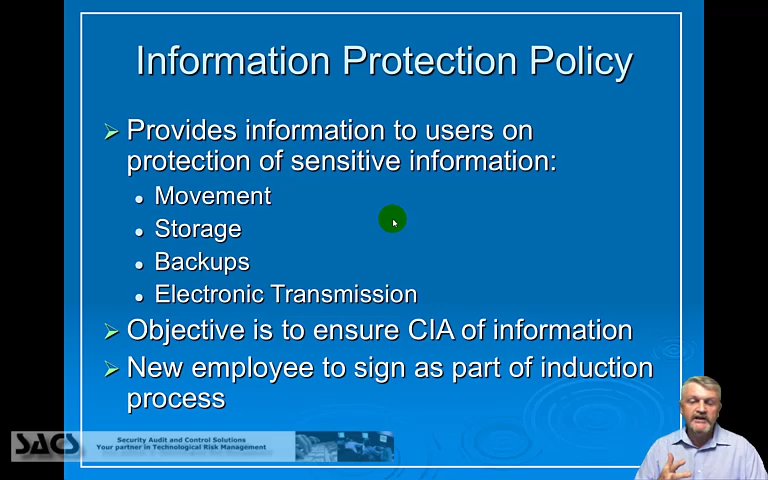 Information Protection Policy
Provides information to users on
protection of sensitive information:
Movement
Storage
Backups
Electronic Transmission
Objective is to ensure CIA of information
New employee to sign as part of induction
process
SACS
Security Audit and Control Solutions
Your partner in Technological Risk Management